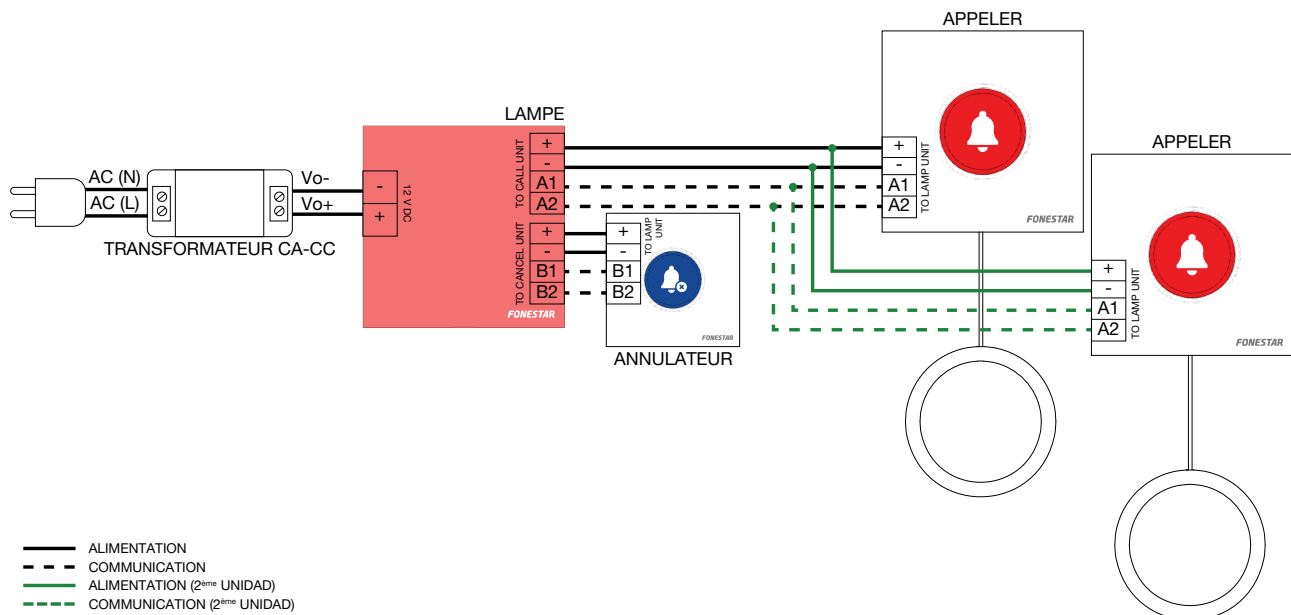 APPELER
LAMPE
APPELER
AC (N)
AC (L)
Vo-
Vo+
TRANSFORMATEUR CA-CC
-
+
12 V DC
TO CALL UNIT
+
-
A1
A2
TO CANCEL UNIT
+
-
B1
B2
FONESTAR
+
-
B1
B2
TO LAMP UNIT
FONESTAR
ANNULATEUR
+
-
A1
A2
TO LAMP UNIT
FONESTAR
+
-
A1
A2
TO LAMP UNIT
FONESTAR
ALIMENTATION
COMMUNICATION
ALIMENTATION (2ème UNIDAD)
COMMUNICATION (2ème UNIDAD)